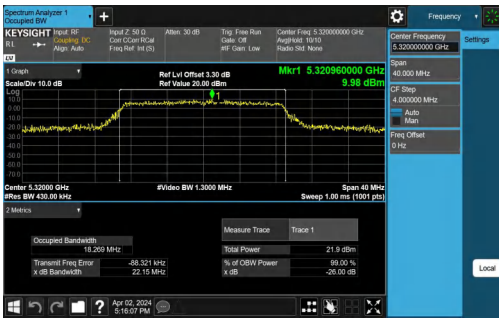 Spectrum Analyzer 1
Occupied BW
+
Frequency
KEYSIGHT
RL
Input: RF
Coupling: DC
Align: Auto
Input Z: 50 Ω
Corr CCorr RCal
Freq Ref: Int (S)
Atten: 30 dB
Trig: Free Run
Gate: Off
#IF Gain: Low
Center Freq: 5.320000000 GHz
Avg|Hold: 10/10
Radio Std: None
LXI
1 Graph
Scale/Div 10.0 dB
Ref Lvl Offset 3.30 dB
Ref Value 20.00 dBm
Mkr1 5.320960000 GHz
9.98 dBm
Log
10.0
0.00
-10.0
-20.0
-30.0
-40.0
-50.0
-60.0
-70.0
1
Center 5.32000 GHz
#Res BW 430.00 kHz
#Video BW 1.3000 MHz
Span 40 MHz
Sweep 1.00 ms (1001 pts)
2 Metrics
Occupied Bandwidth
18.269 MHz
Transmit Freq Error
-88.321 kHz
x dB Bandwidth
22.15 MHz
Measure Trace
Trace 1
Total Power
21.9 dBm
% of OBW Power
99.00 %
x dB
-26.00 dB
Center Frequency
5.320000000 GHz
Settings
Span
40.000 MHz
CF Step
4.000000 MHz
Auto
Man
Freq Offset
0 Hz
Local
?
Apr 02, 2024
5:16:07 PM